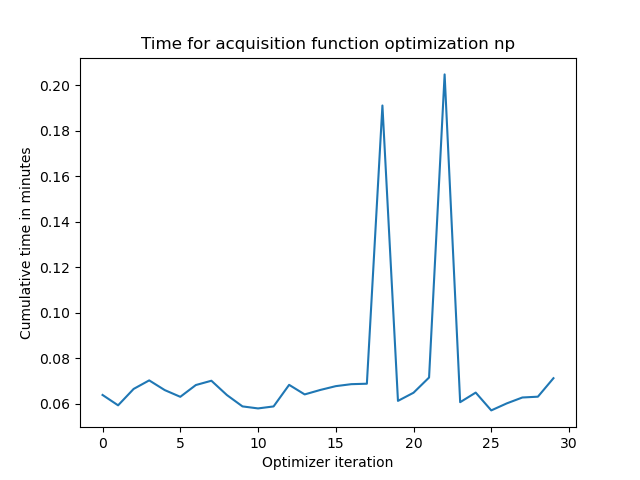 Time for acquisition function optimization np
Cumulative time in minutes
0.20
0.18
0.16
0.14
0.12
0.10
0.08
0.06
0 5 10 15 20 25 30
Optimizer iteration